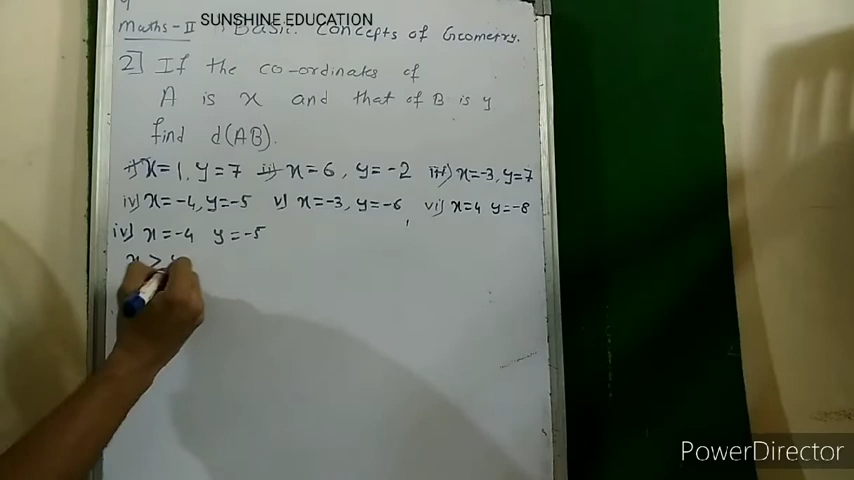 SUNSHINE EDUCATION
Maths-II Basic Concepts of Geometry.
2] If the co-ordinates of
A is x and that of B is y
find d(AB).
i) x=1, y=7 ii) x=6, y=-2 iii) x=-3, y=7
iv) x=-4, y=-5 v) x=-3, y=-6 vi) x=4 y=-8
iv) x=-4 y=-5
x > y
PowerDirector